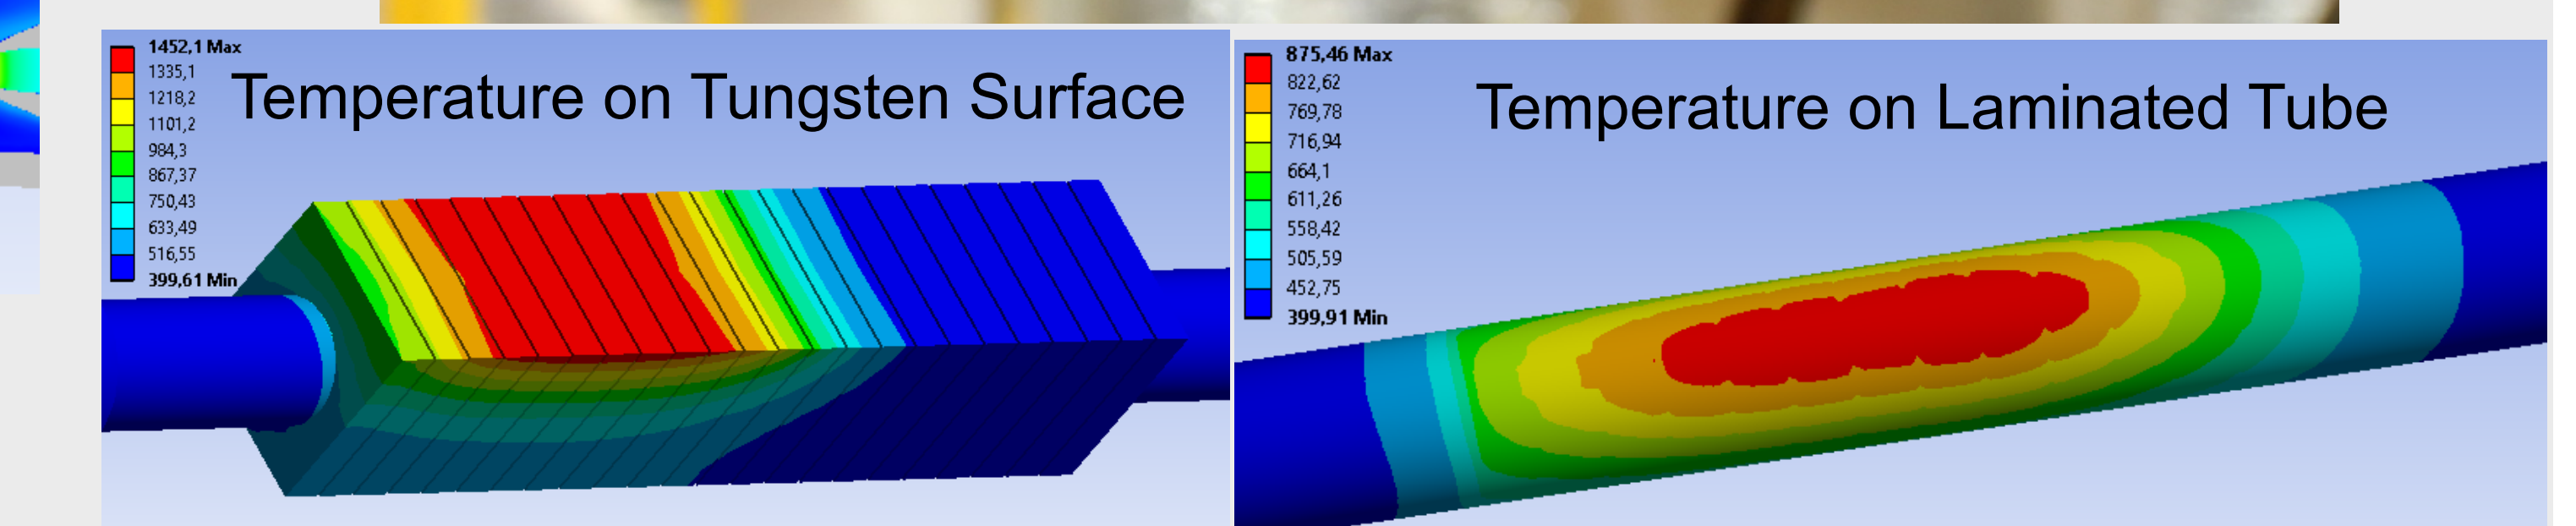 1452,1 Max
1335,1
1218,2
1101,2
984,3
867,37
750,43
633,49
516,55
399,61 Min
Temperature on Tungsten Surface
875,46 Max
822,62
769,78
716,94
664,1
611,26
558,42
505,59
452,75
399,91 Min
Temperature on Laminated Tube